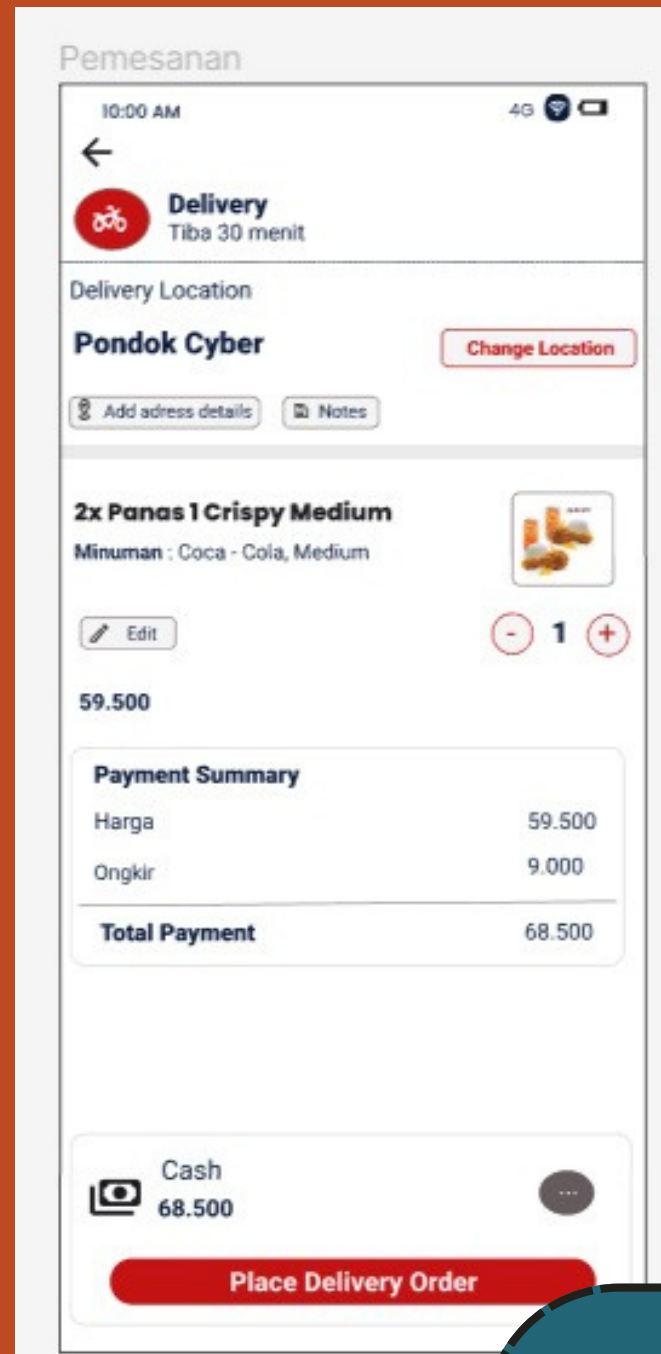 Pemesanan
10:00 AM 4G
Delivery
Tiba 30 menit
Delivery Location
Pondok Cyber Change Location
Add adress details Notes
2x Panas 1 Crispy Medium
Minuman : Coca - Cola, Medium
Edit - 1 +
59.500
Payment Summary
Harga 59.500
Ongkir 9.000
Total Payment 68.500
Cash
68.500 ...
Place Delivery Order